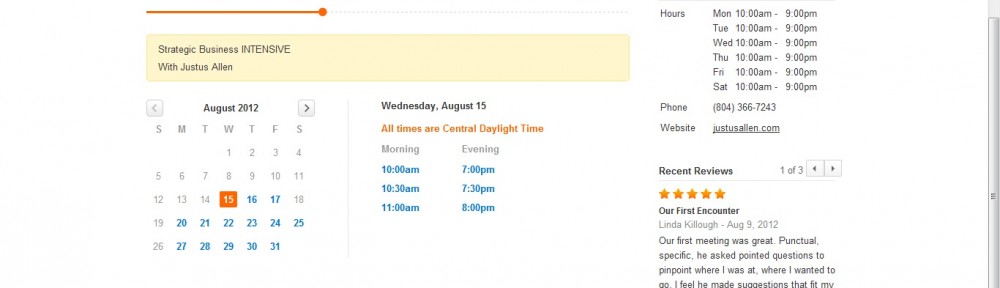 Strategic Business INTENSIVE
With Justus Allen
August 2012
S M T W T F S
1 2 3 4
5 6 7 8 9 10 11
12 13 14 15 16 17 18
19 20 21 22 23 24 25
26 27 28 29 30 31
Wednesday, August 15
All times are Central Daylight Time
Morning Evening
10:00am 7:00pm
10:30am 7:30pm
11:00am 8:00pm
Hours Mon 10:00am - 9:00pm
Tue 10:00am - 9:00pm
Wed 10:00am - 9:00pm
Thu 10:00am - 9:00pm
Fri 10:00am - 9:00pm
Sat 10:00am - 9:00pm
Phone (804) 366-7243
Website justusallen.com
Recent Reviews 1 of 3
Our First Encounter
Linda Killough - Aug 9, 2012
Our first meeting was great. Punctual,
specific, he asked pointed questions to
pinpoint where I was at, where I wanted to
go. I feel he made suggestions that fit my